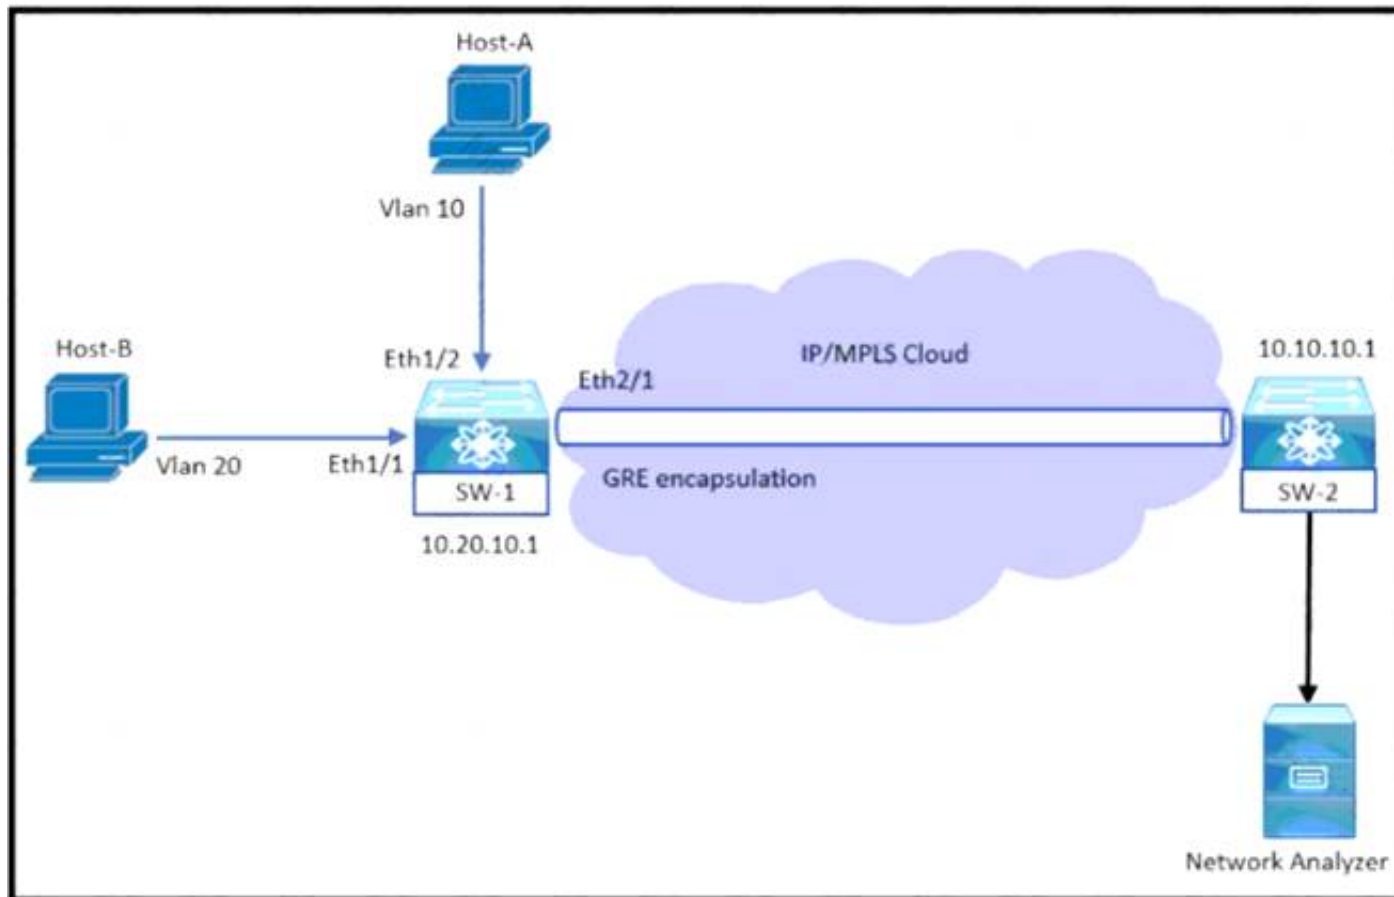 Host-A
Vlan 10
Host-B
Eth1/2
IP/MPLS Cloud
10.10.10.1
Eth2/1
Vlan 20
Eth1/1
GRE encapsulation
SW-1
SW-2
10.20.10.1
Network Analyzer